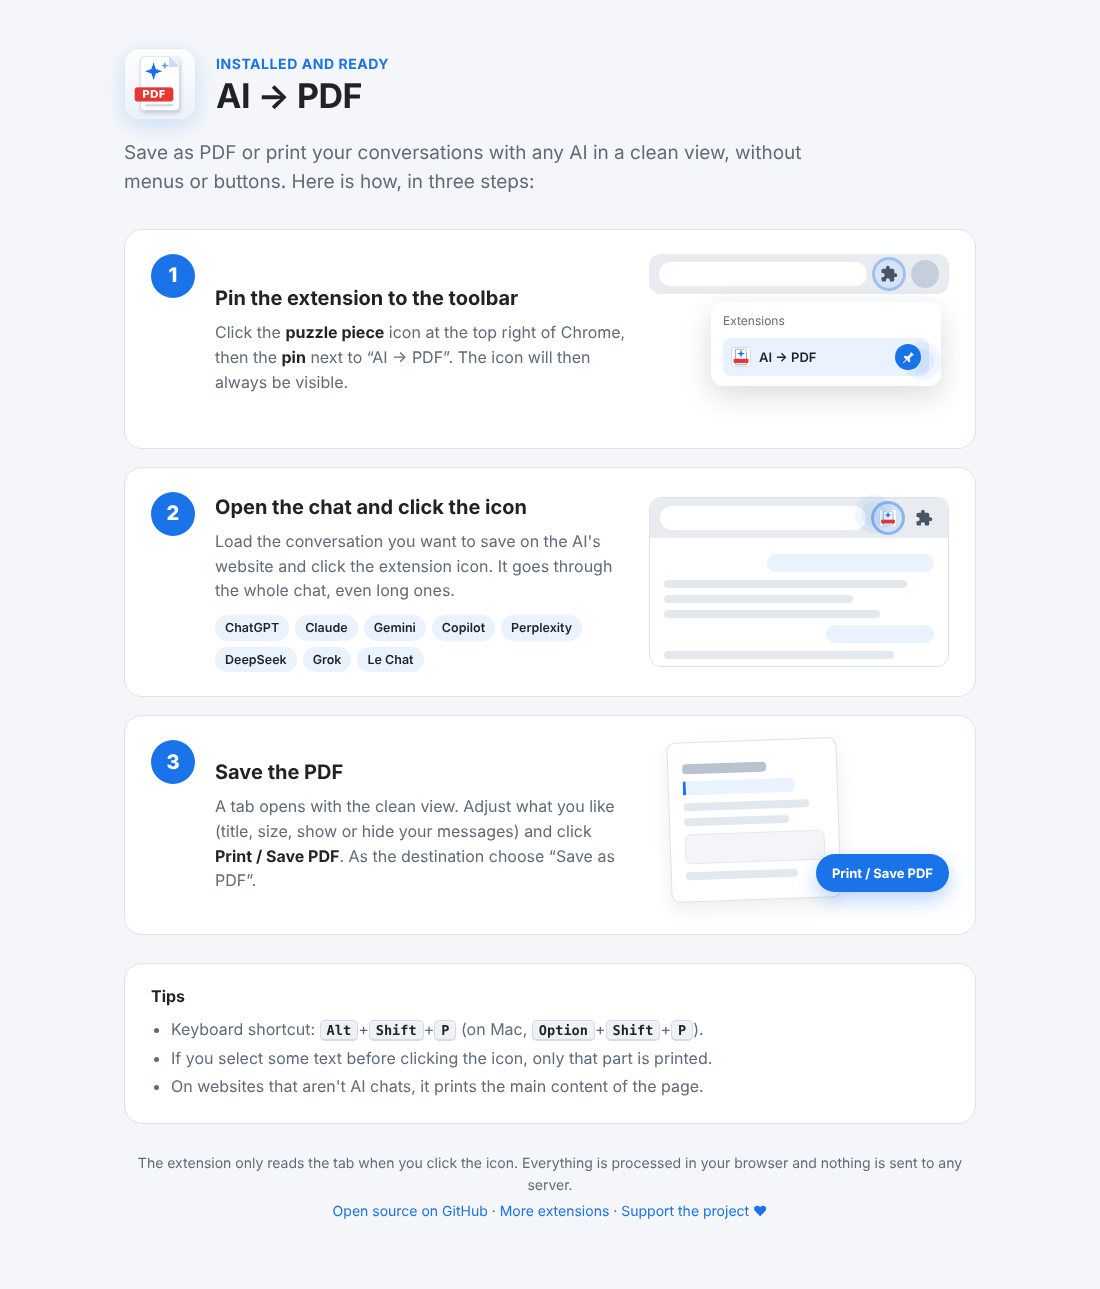 PDF
INSTALLED AND READY
AI → PDF
Save as PDF or print your conversations with any AI in a clean view, without
menus or buttons. Here is how, in three steps:
1
Pin the extension to the toolbar
Click the puzzle piece icon at the top right of Chrome,
then the pin next to “AI → PDF”. The icon will then
always be visible.
Extensions
AI → PDF
2
Open the chat and click the icon
Load the conversation you want to save on the AI's
website and click the extension icon. It goes through
the whole chat, even long ones.
ChatGPT Claude Gemini Copilot Perplexity
DeepSeek Grok Le Chat
3
Save the PDF
A tab opens with the clean view. Adjust what you like
(title, size, show or hide your messages) and click
Print / Save PDF. As the destination choose “Save as
PDF”.
Print / Save PDF
Tips
• Keyboard shortcut: Alt+Shift+P (on Mac, Option+Shift+P).
• If you select some text before clicking the icon, only that part is printed.
• On websites that aren't AI chats, it prints the main content of the page.
The extension only reads the tab when you click the icon. Everything is processed in your browser and nothing is sent to any
server.
Open source on GitHub · More extensions · Support the project ♥